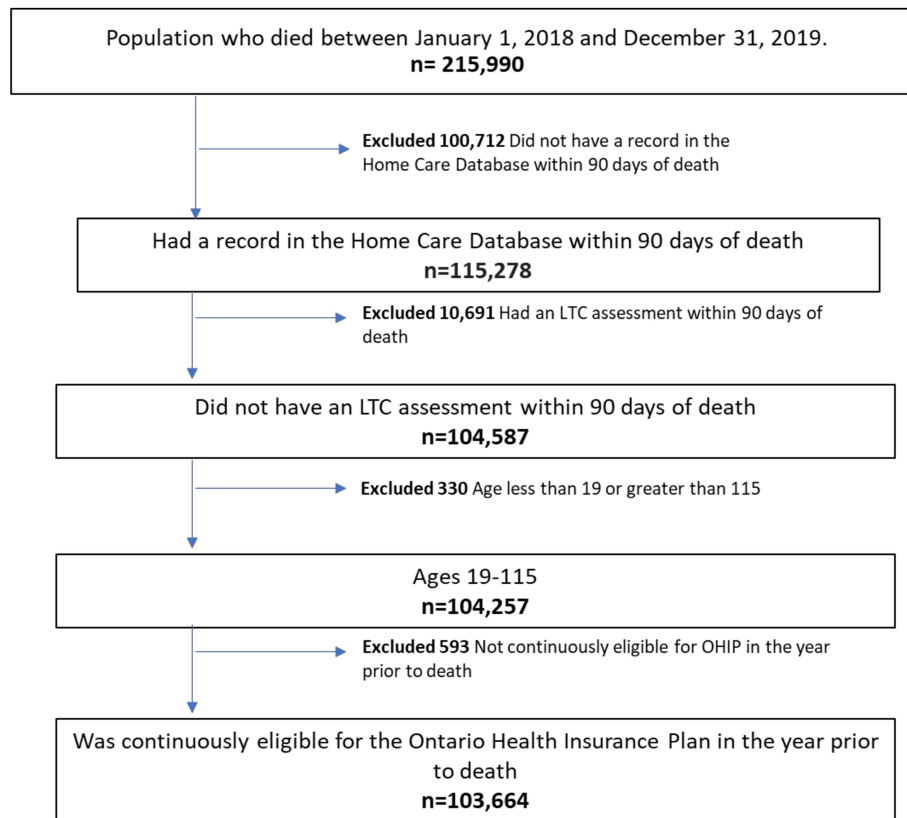 Population who died between January 1, 2018 and December 31, 2019.
n= 215,990
Excluded 100,712 Did not have a record in the
Home Care Database within 90 days of death
Had a record in the Home Care Database within 90 days of death
n=115,278
Excluded 10,691 Had an LTC assessment within 90 days of
death
Did not have an LTC assessment within 90 days of death
n=104,587
Excluded 330 Age less than 19 or greater than 115
Ages 19-115
n=104,257
Excluded 593 Not continuously eligible for OHIP in the year
prior to death
Was continuously eligible for the Ontario Health Insurance Plan in the year prior
to death
n=103,664